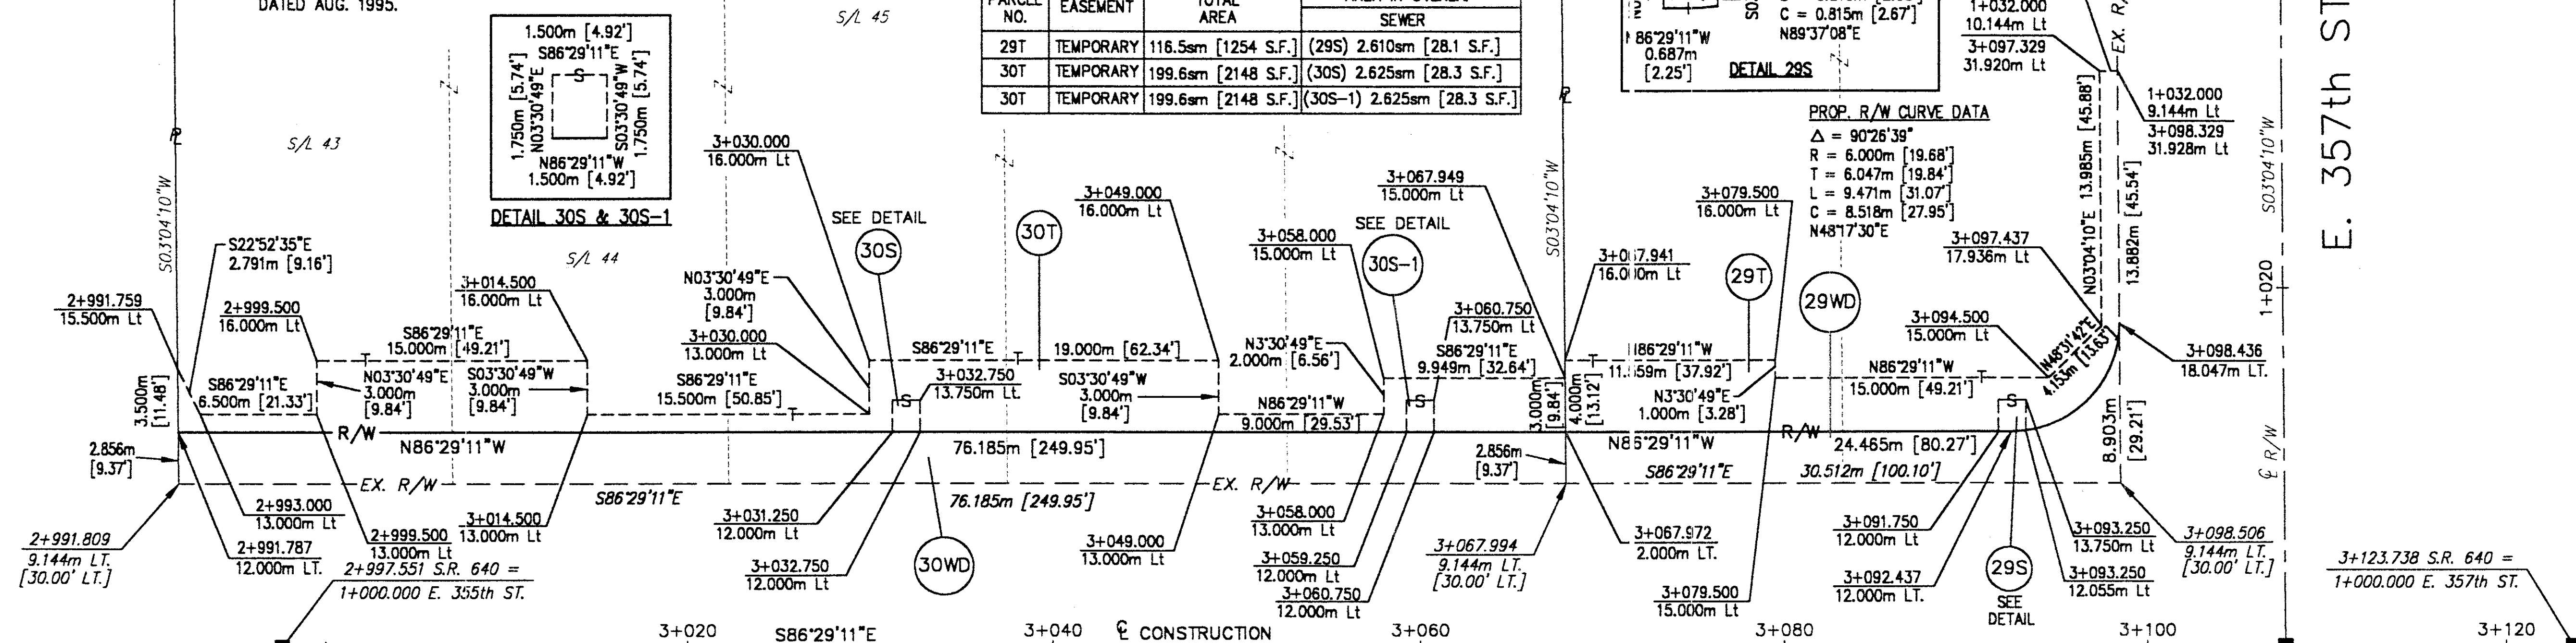 DATED AUG. 1995.
1.500m [4.92']
S86°29'11"E
S
1.750m [5.74']
N03°30'49"E
S03°30'49"W
1.750m [5.74']
N86°29'11"W
1.500m [4.92']
DETAIL 30S & 30S-1
S/L 43
S/L 44
S/L 45
PARCEL NO.
EASEMENT
TOTAL AREA
SEWER
29T TEMPORARY 116.5sm [1254 S.F.] (29S) 2.610sm [28.1 S.F.]
30T TEMPORARY 199.6sm [2148 S.F.] (30S) 2.625sm [28.3 S.F.]
30T TEMPORARY 199.6sm [2148 S.F.] (30S-1) 2.625sm [28.3 S.F.]
C = 0.815m [2.67']
N89°37'08"E
86°29'11"W
0.687m
[2.25']
DETAIL 29S
PROP. R/W CURVE DATA
Δ = 90°26'39"
R = 6.000m [19.68']
T = 6.047m [19.84']
L = 9.471m [31.07']
C = 8.518m [27.95']
N48°17'30"E
1+032.000
10.144m Lt
3+097.329
31.920m Lt
EX. R/
1+032.000
9.144m Lt
3+098.329
31.928m Lt
E. 357th ST
S03°04'10"W
S03°04'10"W
S03°04'10"W
1+020
℄ R/W
N03°04'10"E 13.985m [45.88']
13.882m [45.54']
S22°52'35"E
2.791m [9.16']
2+991.759
15.500m Lt
2+999.500
16.000m Lt
3+014.500
16.000m Lt
3+030.000
16.000m Lt
N03°30'49"E
3.000m
[9.84']
3+030.000
13.000m Lt
SEE DETAIL
30S
30T
3+049.000
16.000m Lt
3+058.000
15.000m Lt
SEE DETAIL
30S-1
3+067.949
15.000m Lt
3+060.750
13.750m Lt
16.000m Lt
3+079.500
16.000m Lt
29T
29WD
3+097.437
17.936m Lt
3+094.500
15.000m Lt
N48°31'42"E
4.153m [13.63']
3+098.436
18.047m LT.
S86°29'11"E
6.500m [21.33']
S86°29'11"E
15.000m [49.21']
N03°30'49"E
3.000m
[9.84']
S03°30'49"W
3.000m
[9.84']
S86°29'11"E
15.500m [50.85']
S86°29'11"E
19.000m [62.34']
3+032.750
13.750m Lt
S03°30'49"W
3.000m
[9.84']
N3°30'49"E
2.000m [6.56']
N86°29'11"W
9.000m [29.53']
S86°29'11"E
9.949m [32.64']
3.000m
[9.84']
4.000m
[13.12']
86°29'11"W
[37.92']
N3°30'49"E
1.000m [3.28']
N86°29'11"W
15.000m [49.21']
S
S
S
3.500m
[11.48']
2.856m
[9.37']
R/W
N86°29'11"W
76.185m [249.95']
2.856m
[9.37']
N86°29'11"W
R/W
24.465m [80.27']
8.903m
[29.21']
EX. R/W
S86°29'11"E
76.185m [249.95']
EX. R/W
S86°29'11"E
30.512m [100.10']
2+991.809
9.144m LT.
[30.00' LT.]
2+991.787
12.000m LT.
2+993.000
13.000m Lt
2+999.500
13.000m Lt
3+014.500
13.000m Lt
2+997.551 S.R. 640 =
1+000.000 E. 355th ST.
3+031.250
12.000m Lt
3+032.750
12.000m Lt
30WD
3+049.000
13.000m Lt
3+058.000
13.000m Lt
3+059.250
12.000m Lt
3+060.750
12.000m Lt
3+067.994
9.144m LT.
[30.00' LT.]
3+067.972
2.000m LT.
3+079.500
15.000m Lt
3+091.750
12.000m Lt
3+092.437
12.000m LT.
29S
SEE
DETAIL
3+093.250
13.750m Lt
3+093.250
12.055m Lt
3+098.506
9.144m LT.
[30.00' LT.]
3+123.738 S.R. 640 =
1+000.000 E. 357th ST.
3+020
S86°29'11"E
3+040
℄ CONSTRUCTION
3+060
3+080
3+100
3+120